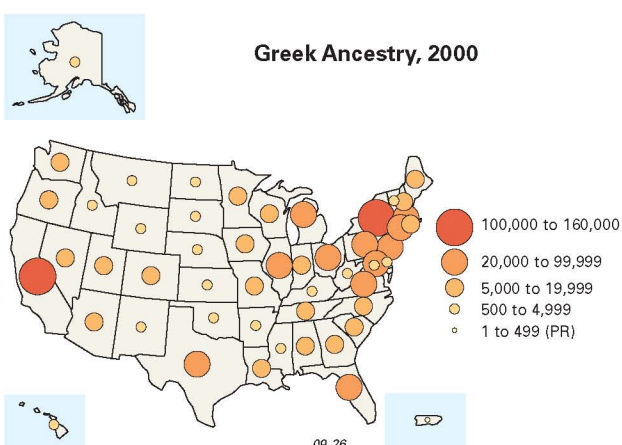 Greek Ancestry, 2000
100,000 to 160,000
20,000 to 99,999
5,000 to 19,999
500 to 4,999
1 to 499 (PR)
09-26